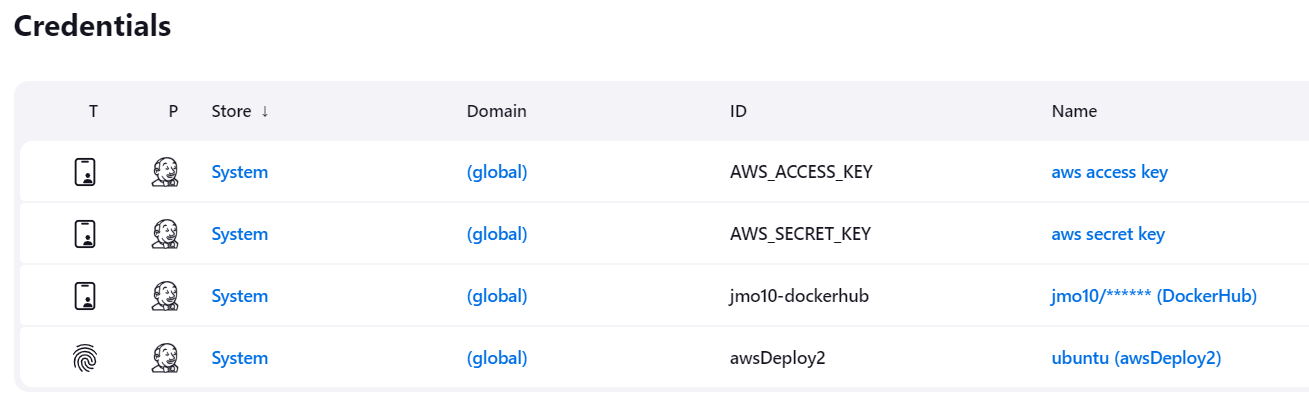 Credentials
T P Store ↓ Domain ID Name
System (global) AWS_ACCESS_KEY aws access key
System (global) AWS_SECRET_KEY aws secret key
System (global) jmo10-dockerhub jmo10/****** (DockerHub)
System (global) awsDeploy2 ubuntu (awsDeploy2)